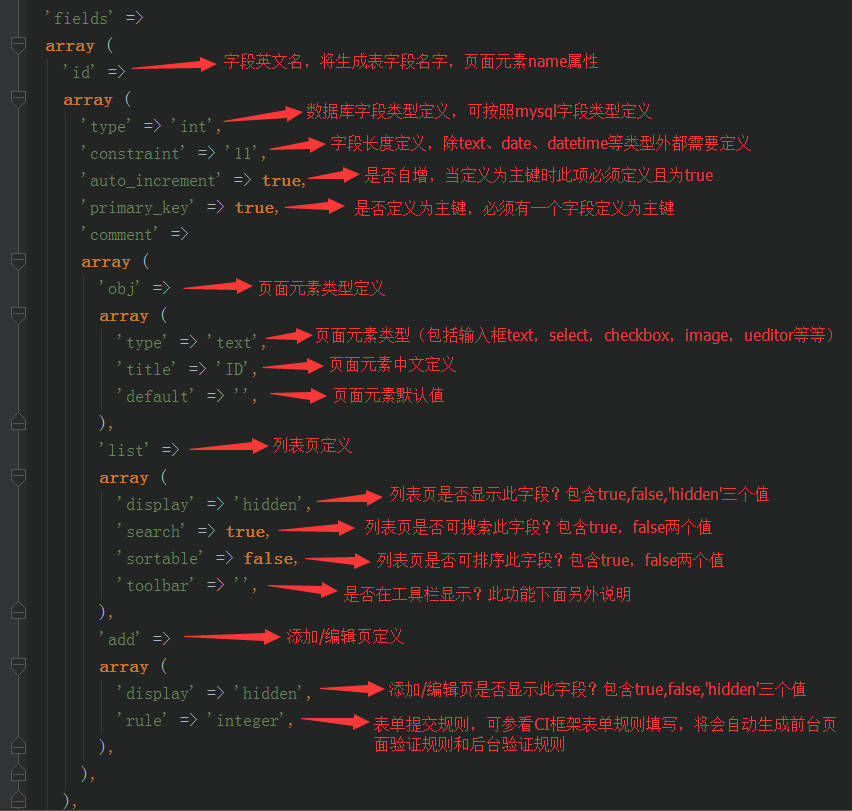 'fields' =>
array (
'id' => 字段英文名，将生成表字段名字，页面元素name属性
array (
'type' => 'int', 数据库字段类型定义，可按照mysql字段类型定义
'constraint' => '11', 字段长度定义，除text、date、datetime等类型外都需要定义
'auto_increment' => true, 是否自增，当定义为主键时此项必须定义且为true
'primary_key' => true, 是否定义为主键，必须有一个字段定义为主键
'comment' =>
array (
'obj' => 页面元素类型定义
array (
'type' => 'text', 页面元素类型（包括输入框text，select，checkbox，image，ueditor等等）
'title' => 'ID', 页面元素中文定义
'default' => '', 页面元素默认值
),
'list' => 列表页定义
array (
'display' => 'hidden', 列表页是否显示此字段？包含true,false,'hidden'三个值
'search' => true, 列表页是否可搜索此字段？包含true，false两个值
'sortable' => false, 列表页是否可排序此字段？包含true，false两个值
'toolbar' => '', 是否在工具栏显示？此功能下面另外说明
),
'add' => 添加/编辑页定义
array (
'display' => 'hidden', 添加/编辑页是否显示此字段？包含true,false,'hidden'三个值
'rule' => 'integer', 表单提交规则，可参看CI框架表单规则填写，将会自动生成前台页
面验证规则和后台验证规则
),
),
),